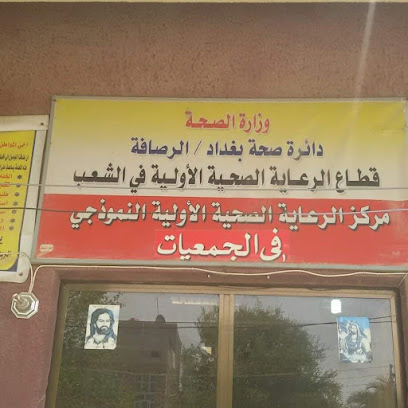 وزارة الصحة
دائرة صحة بغداد / الرصافة
قطاع الرعاية الصحية الأولية في الشعب
مركز الرعاية الصحية الأولية النموذجي
في الجمعيات